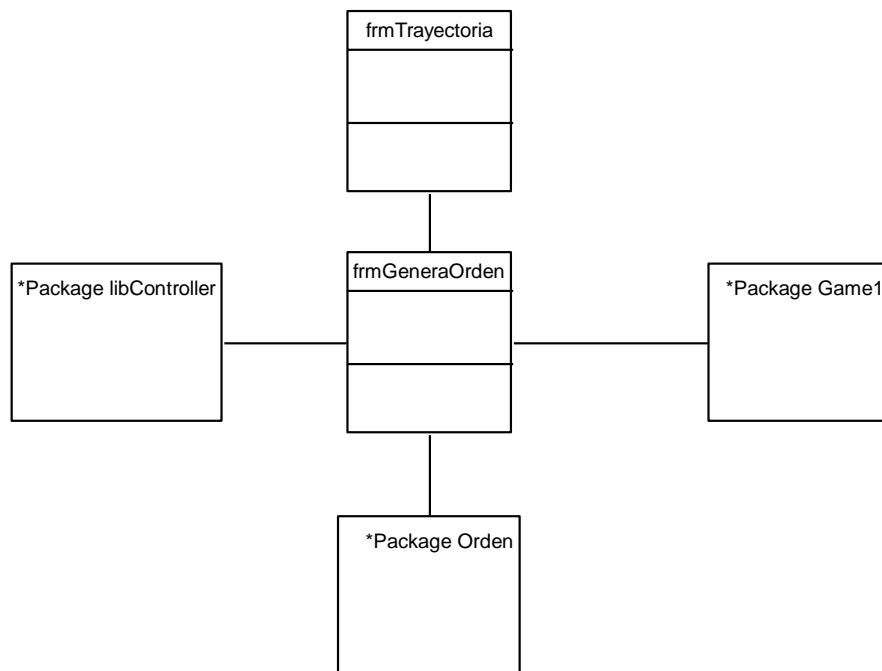 frmTrayectoria
frmGeneraOrden
*Package libController
*Package Game1
*Package Orden